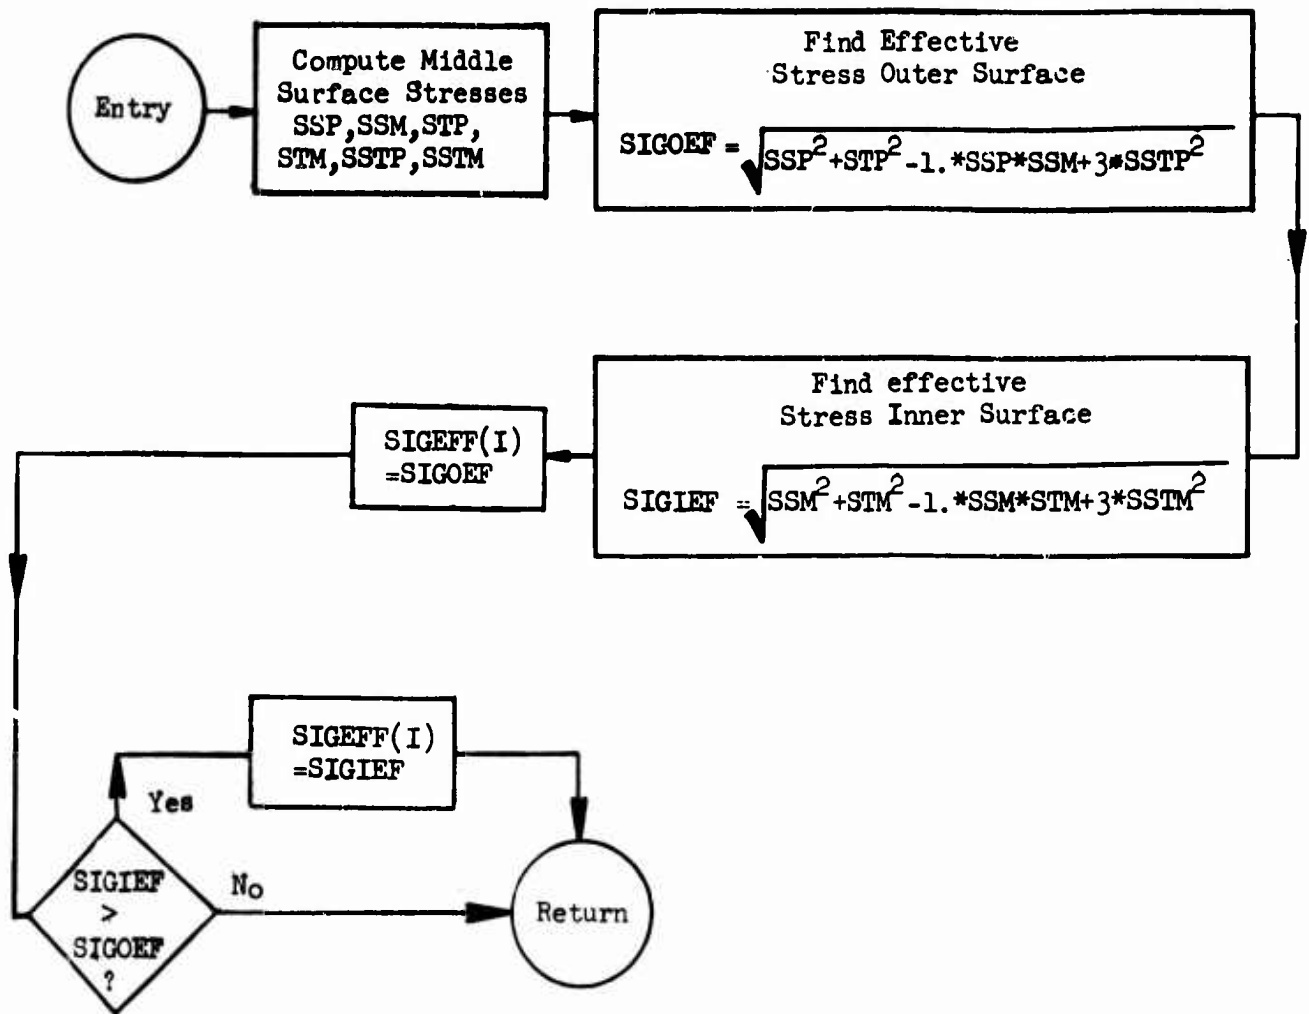 Entry
Compute Middle
Surface Stresses
SSP,SSM,STP,
STM,SSTP,SSTM
Find Effective
Stress Outer Surface
SIGOEF = √SSP²+STP²-1.*SSP*SSM+3*SSTP²
Find effective
Stress Inner Surface
SIGIEF = √SSM²+STM²-1.*SSM*STM+3*SSTM²
SIGEFF(I)
=SIGOEF
SIGEFF(I)
=SIGIEF
Yes
SIGIEF
>
SIGOEF
?
No
Return